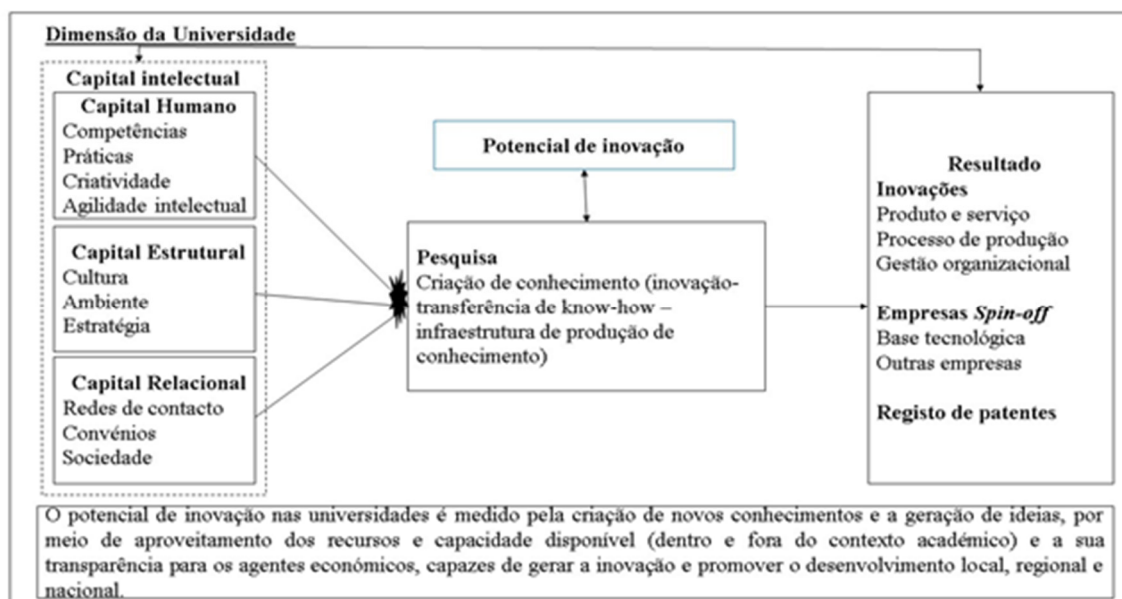 Dimensão da Universidade
Capital intelectual
Capital Humano
Competências
Práticas
Criatividade
Agilidade intelectual
Capital Estrutural
Cultura
Ambiente
Estratégia
Capital Relacional
Redes de contacto
Convénios
Sociedade
Potencial de inovação
Pesquisa
Criação de conhecimento (inovação-
transferência de know-how –
infraestrutura de produção de
conhecimento)
Resultado
Inovações
Produto e serviço
Processo de produção
Gestão organizacional
Empresas Spin-off
Base tecnológica
Outras empresas
Registo de patentes
O potencial de inovação nas universidades é medido pela criação de novos conhecimentos e a geração de ideias, por
meio de aproveitamento dos recursos e capacidade disponível (dentro e fora do contexto académico) e a sua
transparência para os agentes económicos, capazes de gerar a inovação e promover o desenvolvimento local, regional e
nacional.